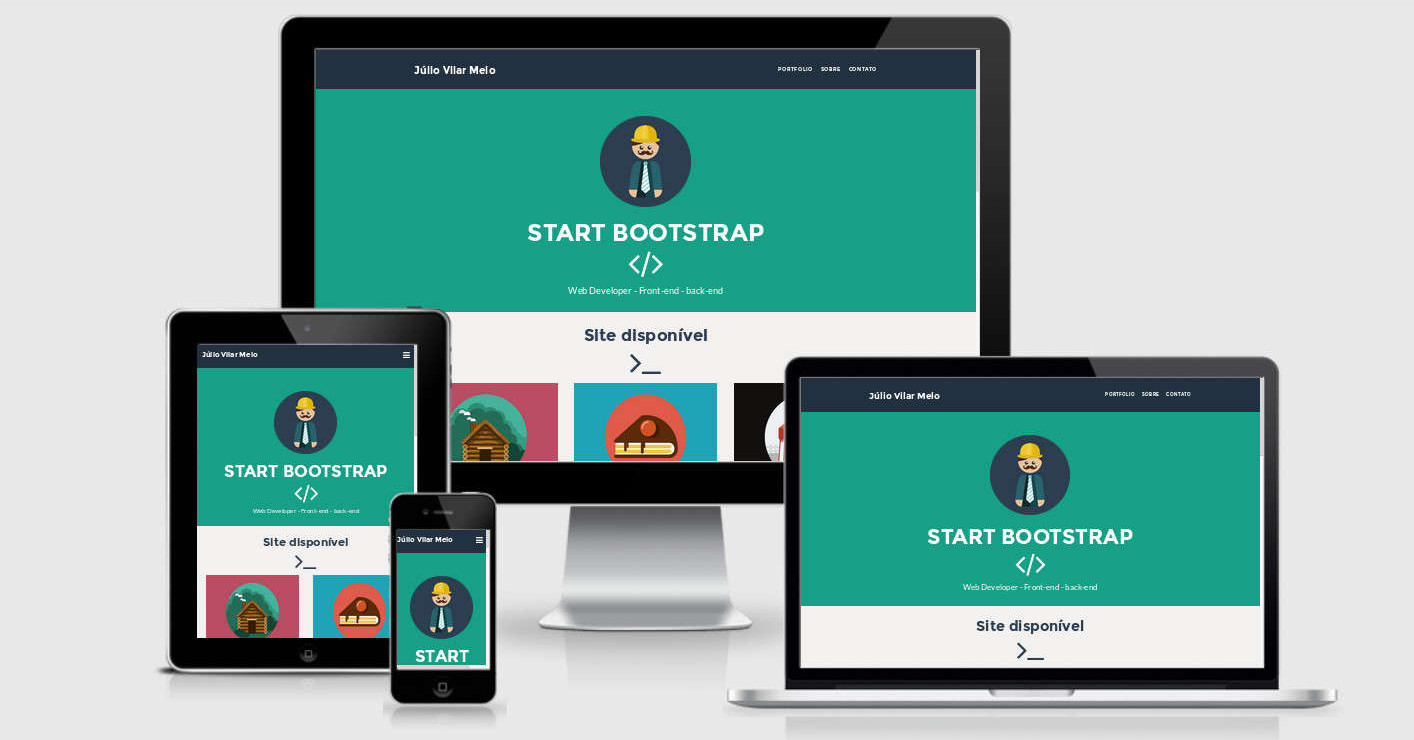 Júlio Vilar Melo
PORTFOLIO SOBRE CONTATO
START BOOTSTRAP
</>
Web Developer - Front-end - back-end
Site disponível
>_
Júlio Vilar Melo
START BOOTSTRAP
</>
Web Developer - Front-end - back-end
Site disponível
>_
Júlio Vilar Melo
START
Júlio Vilar Melo
PORTFOLIO SOBRE CONTATO
START BOOTSTRAP
</>
Web Developer - Front-end - back-end
Site disponível
>_